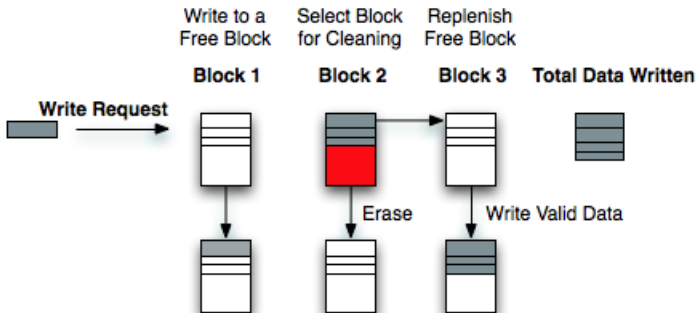 Write to a
Free Block
Select Block
for Cleaning
Replenish
Free Block
Block 1
Block 2
Block 3
Total Data Written
Write Request
Erase
Write Valid Data